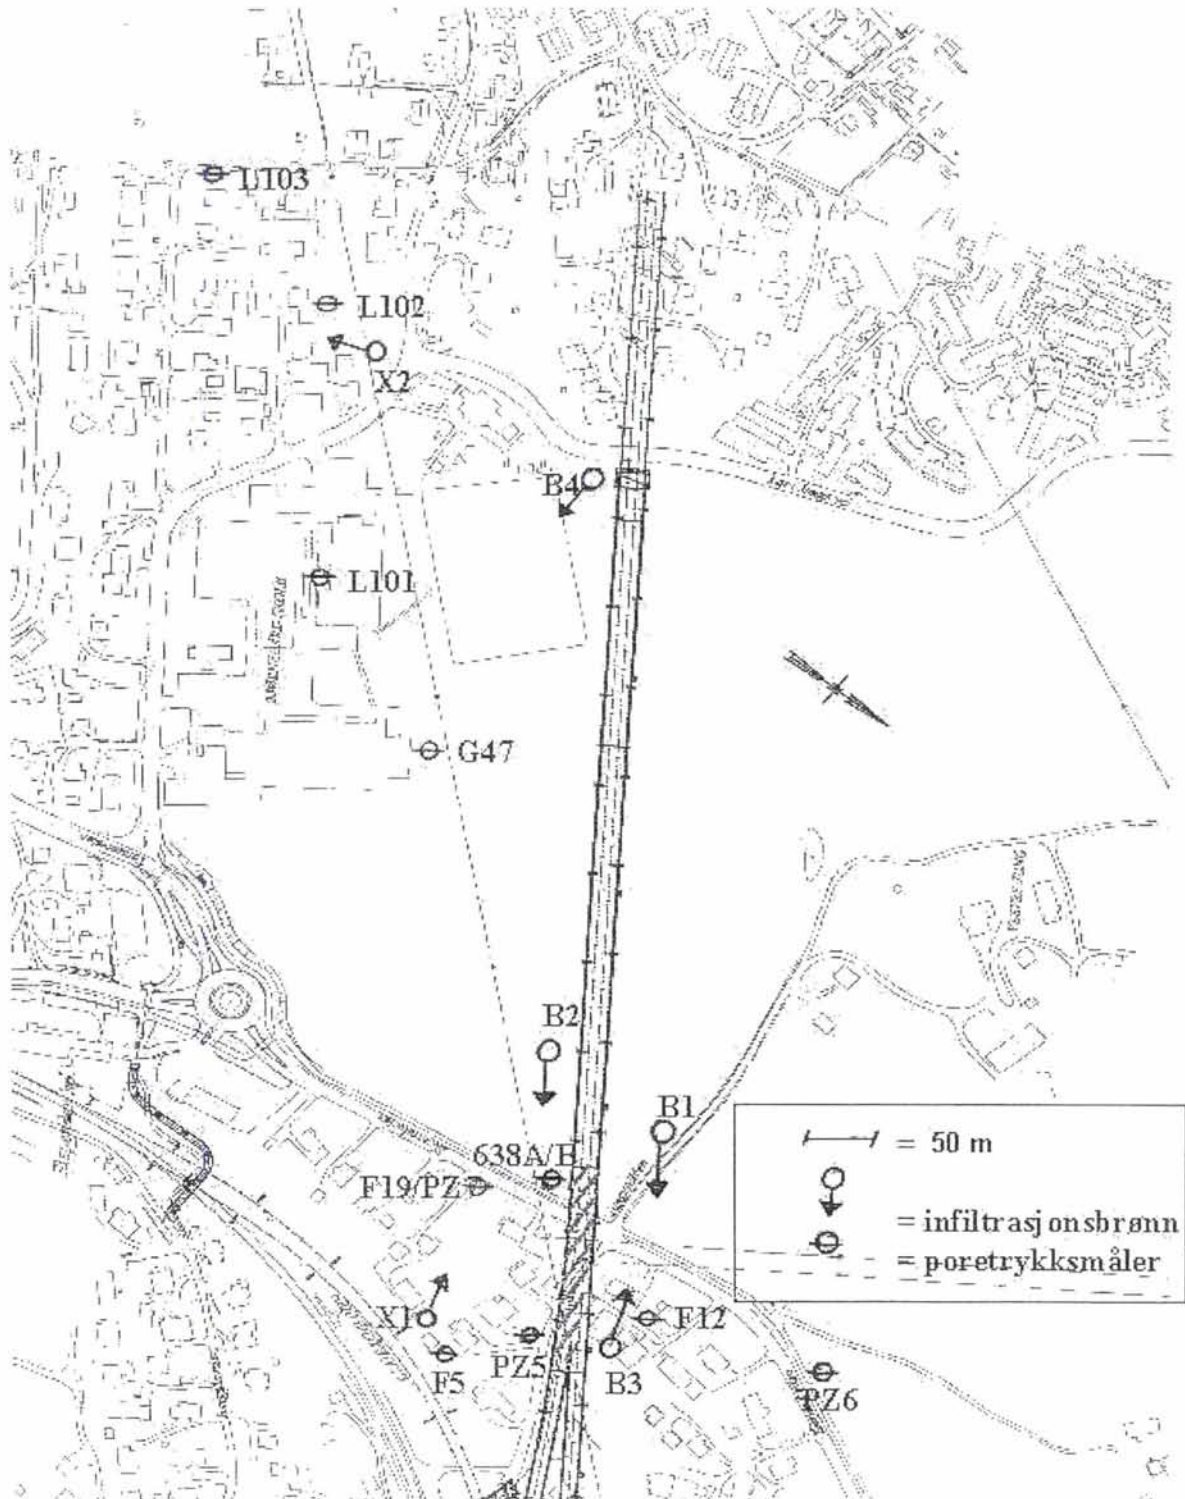 L103
L102
X2
B4
L101
G47
B2
B1
638A/B
F19/PZ
= 50 m
= infiltrasjonsbrønn
= poretrykksmåler
X1
F12
PZ5
F5
B3
PZ6